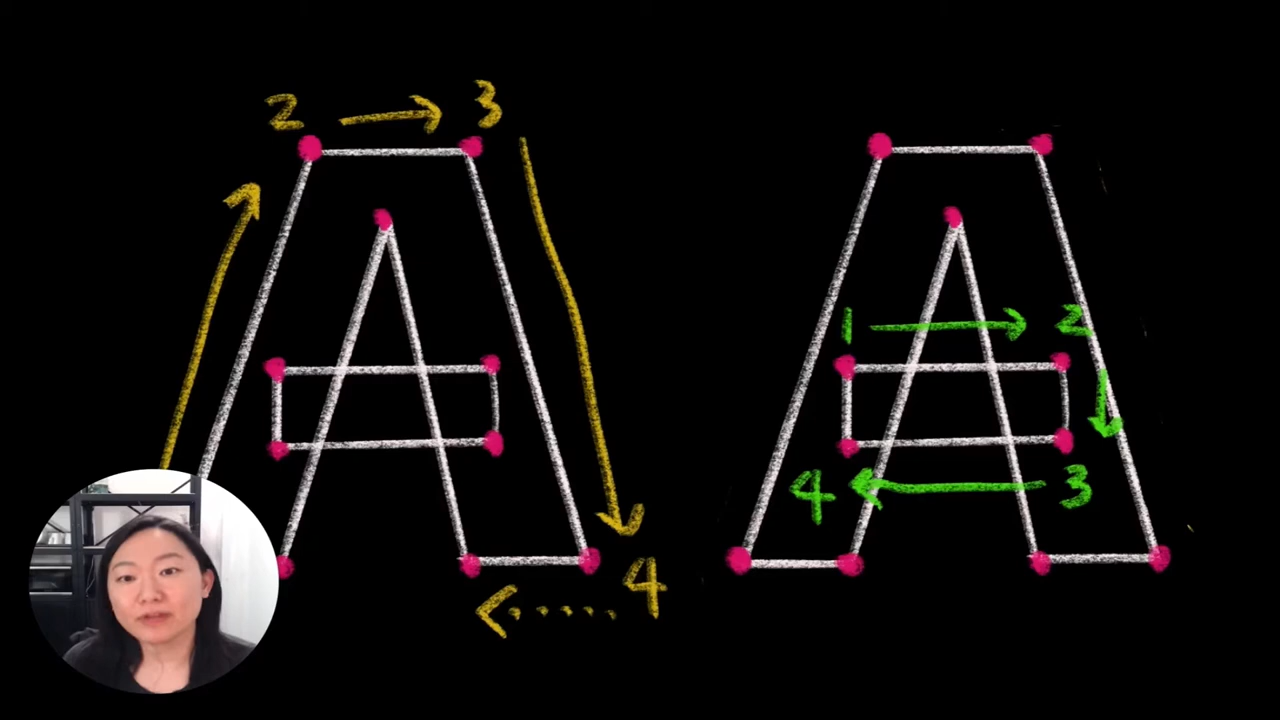 2 → 3
4
1 → 2
4 ← 3